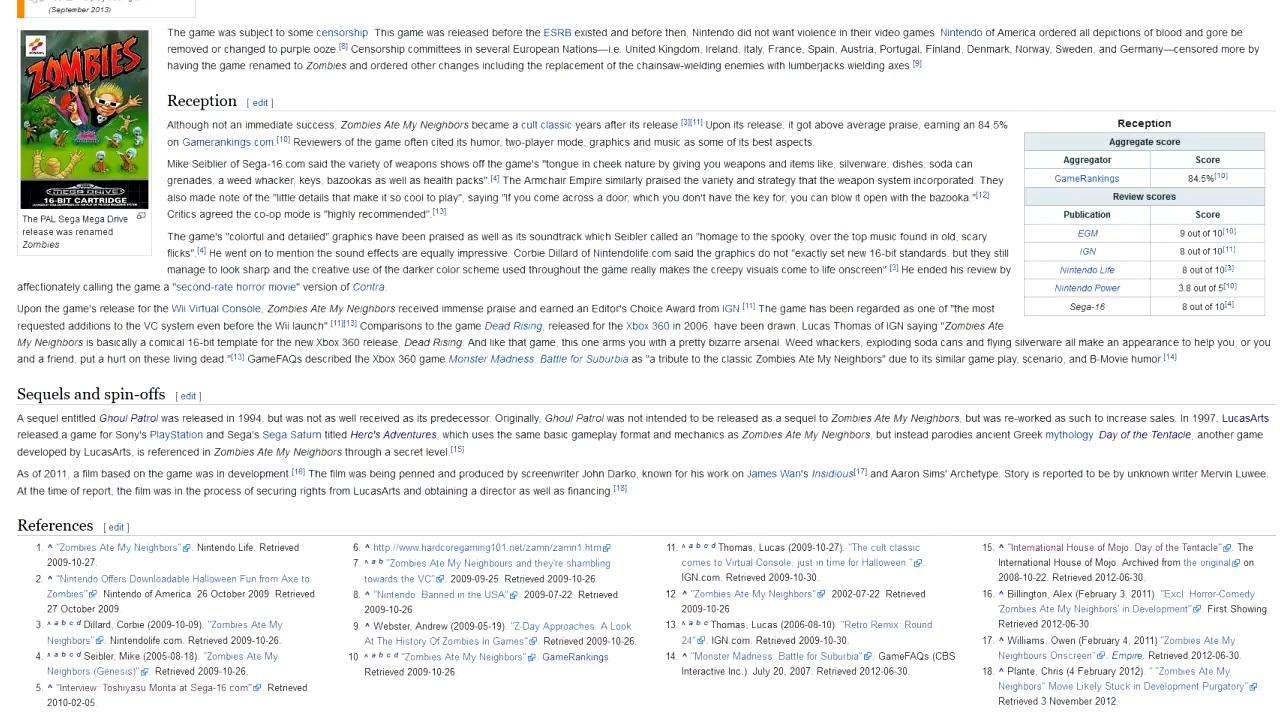 (September 2013)
KONAMI
ZOMBIES
MEGA DRIVE
16-BIT CARTRIDGE
The PAL Sega Mega Drive
release was renamed
Zombies
The game was subject to some censorship. This game was released before the ESRB existed and before then, Nintendo did not want violence in their video games. Nintendo of America ordered all depictions of blood and gore be
removed or changed to purple ooze.[8] Censorship committees in several European Nations—i.e. United Kingdom, Ireland, Italy, France, Spain, Austria, Portugal, Finland, Denmark, Norway, Sweden, and Germany—censored more by
having the game renamed to Zombies and ordered other changes including the replacement of the chainsaw-wielding enemies with lumberjacks wielding axes.[9]
Reception [ edit ]
Although not an immediate success, Zombies Ate My Neighbors became a cult classic years after its release.[3][11] Upon its release, it got above average praise, earning an 84.5%
on Gamerankings.com.[10] Reviewers of the game often cited its humor, two-player mode, graphics and music as some of its best aspects.
Mike Seiblier of Sega-16.com said the variety of weapons shows off the game's "tongue in cheek nature by giving you weapons and items like, silverware, dishes, soda can
grenades, a weed whacker, keys, bazookas as well as health packs".[4] The Armchair Empire similarly praised the variety and strategy that the weapon system incorporated. They
also made note of the "little details that make it so cool to play", saying "If you come across a door, which you don't have the key for, you can blow it open with the bazooka."[12]
Critics agreed the co-op mode is "highly recommended".[13]
The game's "colorful and detailed" graphics have been praised as well as its soundtrack which Seibler called an "homage to the spooky, over the top music found in old, scary
flicks".[4] He went on to mention the sound effects are equally impressive. Corbie Dillard of Nintendolife.com said the graphics do not "exactly set new 16-bit standards, but they still
manage to look sharp and the creative use of the darker color scheme used throughout the game really makes the creepy visuals come to life onscreen".[3] He ended his review by
affectionately calling the game a "second-rate horror movie" version of Contra.
Reception
Aggregate score
Aggregator Score
GameRankings 84.5%[10]
Review scores
Publication Score
EGM 9 out of 10[10]
IGN 8 out of 10[11]
Nintendo Life 8 out of 10[3]
Nintendo Power 3.8 out of 5[10]
Sega-16 8 out of 10[4]
Upon the game's release for the Wii Virtual Console, Zombies Ate My Neighbors received immense praise and earned an Editor's Choice Award from IGN.[11] The game has been regarded as one of "the most
requested additions to the VC system even before the Wii launch".[11][13] Comparisons to the game Dead Rising, released for the Xbox 360 in 2006, have been drawn, Lucas Thomas of IGN saying "Zombies Ate
My Neighbors is basically a comical 16-bit template for the new Xbox 360 release, Dead Rising. And like that game, this one arms you with a pretty bizarre arsenal. Weed whackers, exploding soda cans and flying silverware all make an appearance to help you, or you
and a friend, put a hurt on these living dead."[13] GameFAQs described the Xbox 360 game Monster Madness: Battle for Suburbia as "a tribute to the classic Zombies Ate My Neighbors" due to its similar game play, scenario, and B-Movie humor.[14]
Sequels and spin-offs [ edit ]
A sequel entitled Ghoul Patrol was released in 1994, but was not as well received as its predecessor. Originally, Ghoul Patrol was not intended to be released as a sequel to Zombies Ate My Neighbors, but was re-worked as such to increase sales. In 1997, LucasArts
released a game for Sony's PlayStation and Sega's Sega Saturn titled Herc's Adventures, which uses the same basic gameplay format and mechanics as Zombies Ate My Neighbors, but instead parodies ancient Greek mythology. Day of the Tentacle, another game
developed by LucasArts, is referenced in Zombies Ate My Neighbors through a secret level.[15]
As of 2011, a film based on the game was in development.[16] The film was being penned and produced by screenwriter John Darko, known for his work on James Wan's Insidious[17] and Aaron Sims' Archetype. Story is reported to be by unknown writer Mervin Luwee.
At the time of report, the film was in the process of securing rights from LucasArts and obtaining a director as well as financing.[18]
References [ edit ]
1. ^ "Zombies Ate My Neighbors". Nintendo Life. Retrieved
2009-10-27.
2. ^ "Nintendo Offers Downloadable Halloween Fun from Axe to
Zombies". Nintendo of America. 26 October 2009. Retrieved
27 October 2009.
3. ^ a b c d Dillard, Corbie (2009-10-09). "Zombies Ate My
Neighbors". Nintendolife.com. Retrieved 2009-10-26.
4. ^ a b c d Seibler, Mike (2005-08-18). "Zombies Ate My
Neighbors (Genesis)". Retrieved 2009-10-26.
5. ^ "Interview: Toshiyasu Morita at Sega-16.com". Retrieved
2010-02-05.
6. ^ http://www.hardcoregaming101.net/zamn/zamn1.htm
7. ^ a b "Zombies Ate My Neighbours and they're shambling
towards the VC". 2009-09-25. Retrieved 2009-10-26.
8. ^ "Nintendo: Banned in the USA". 2009-07-22. Retrieved
2009-10-26.
9. ^ Webster, Andrew (2009-05-19). "Z-Day Approaches: A Look
At The History Of Zombies In Games". Retrieved 2009-10-26.
10. ^ a b c d "Zombies Ate My Neighbors". GameRankings.
Retrieved 2009-10-26.
11. ^ a b c d Thomas, Lucas (2009-10-27). "The cult classic
comes to Virtual Console, just in time for Halloween.".
IGN.com. Retrieved 2009-10-30.
12. ^ "Zombies Ate My Neighbors". 2002-07-22. Retrieved
2009-10-26
13. ^ a b c Thomas, Lucas (2006-08-10). "Retro Remix: Round
24". IGN.com. Retrieved 2009-10-30.
14. ^ "Monster Madness: Battle for Suburbia". GameFAQs (CBS
Interactive Inc.). July 20, 2007. Retrieved 2012-06-30.
15. ^ "International House of Mojo. Day of the Tentacle". The
International House of Mojo. Archived from the original on
2008-10-22. Retrieved 2012-06-30.
16. ^ Billington, Alex (February 3, 2011). "Excl: Horror-Comedy
'Zombies Ate My Neighbors' in Development". First Showing.
Retrieved 2012-06-30.
17. ^ Williams, Owen (February 4, 2011) "Zombies Ate My
Neighbours Onscreen". Empire. Retrieved 2012-06-30.
18. ^ Plante, Chris (4 February 2012). " "Zombies Ate My
Neighbors" Movie Likely Stuck in Development Purgatory".
Retrieved 3 November 2012.